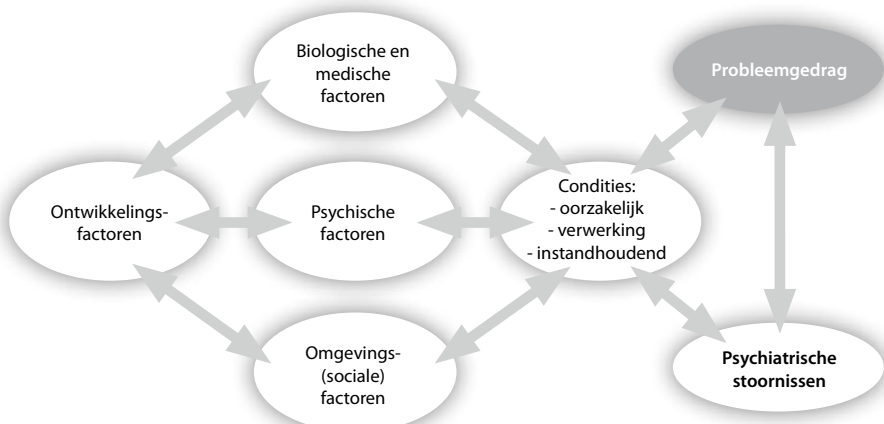 Biologische en
medische
factoren
Probleemgedrag
Ontwikkelings-
factoren
Psychische
factoren
Condities:
- oorzakelijk
- verwerking
- instandhoudend
Omgevings-
(sociale)
factoren
Psychiatrische
stoornissen